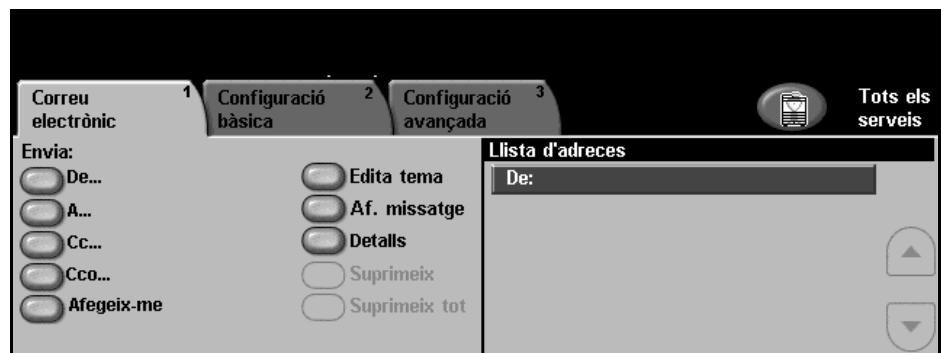 Correu electrònic 1
Configuració bàsica 2
Configuració avançada 3
Tots els serveis
Envia:
De...
A...
Cc...
Cco...
Afegeix-me
Edita tema
Af. missatge
Detalls
Suprimeix
Suprimeix tot
Llista d'adreces
De: